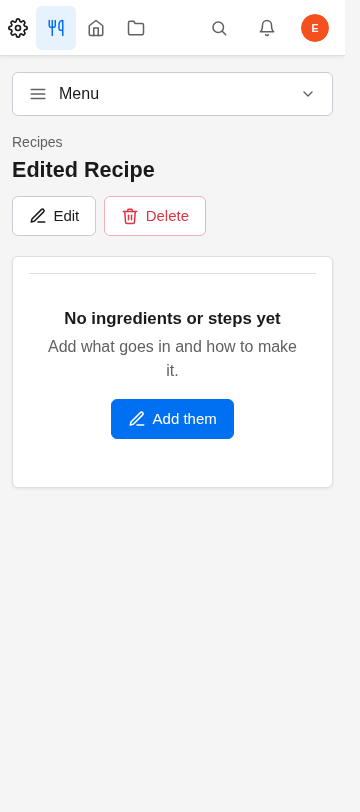 E
Menu
Recipes
Edited Recipe
Edit
Delete
No ingredients or steps yet
Add what goes in and how to make
it.
Add them